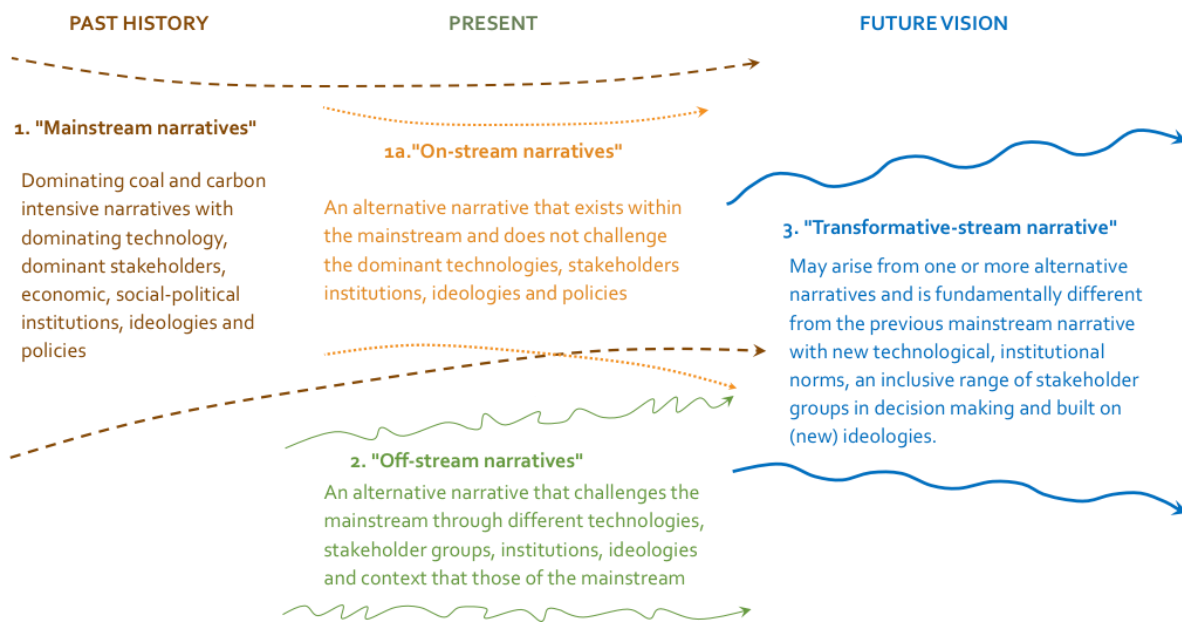 PAST HISTORY
PRESENT
FUTURE VISION
1. "Mainstream narratives"
Dominating coal and carbon
intensive narratives with
dominating technology,
dominant stakeholders,
economic, social-political
institutions, ideologies and
policies
1a."On-stream narratives"
An alternative narrative that exists within
the mainstream and does not challenge
the dominant technologies, stakeholders
institutions, ideologies and policies
2. "Off-stream narratives"
An alternative narrative that challenges the
mainstream through different technologies,
stakeholder groups, institutions, ideologies
and context that those of the mainstream
3. "Transformative-stream narrative"
May arise from one or more alternative
narratives and is fundamentally different
from the previous mainstream narrative
with new technological, institutional
norms, an inclusive range of stakeholder
groups in decision making and built on
(new) ideologies.